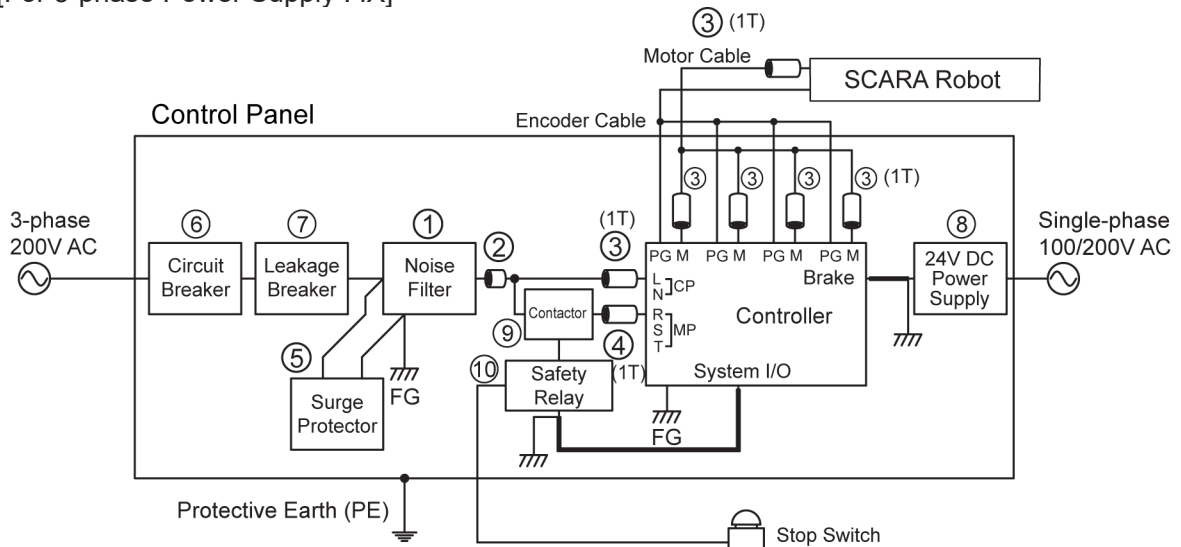 ③ (1T)
Motor Cable
SCARA Robot
Control Panel
Encoder Cable
③
③
③
③ (1T)
3-phase
200V AC
⑥
⑦
①
②
(1T)
③
⑧
Single-phase
100/200V AC
Circuit
Breaker
Leakage
Breaker
Noise
Filter
PG M PG M PG M PG M
L
N
CP
Brake
24V DC
Power
Supply
Contactor
⑨
R
S
T
MP
Controller
④
(1T)
⑤
Surge
Protector
FG
⑩
Safety
Relay
System I/O
FG
Protective Earth (PE)
Stop Switch